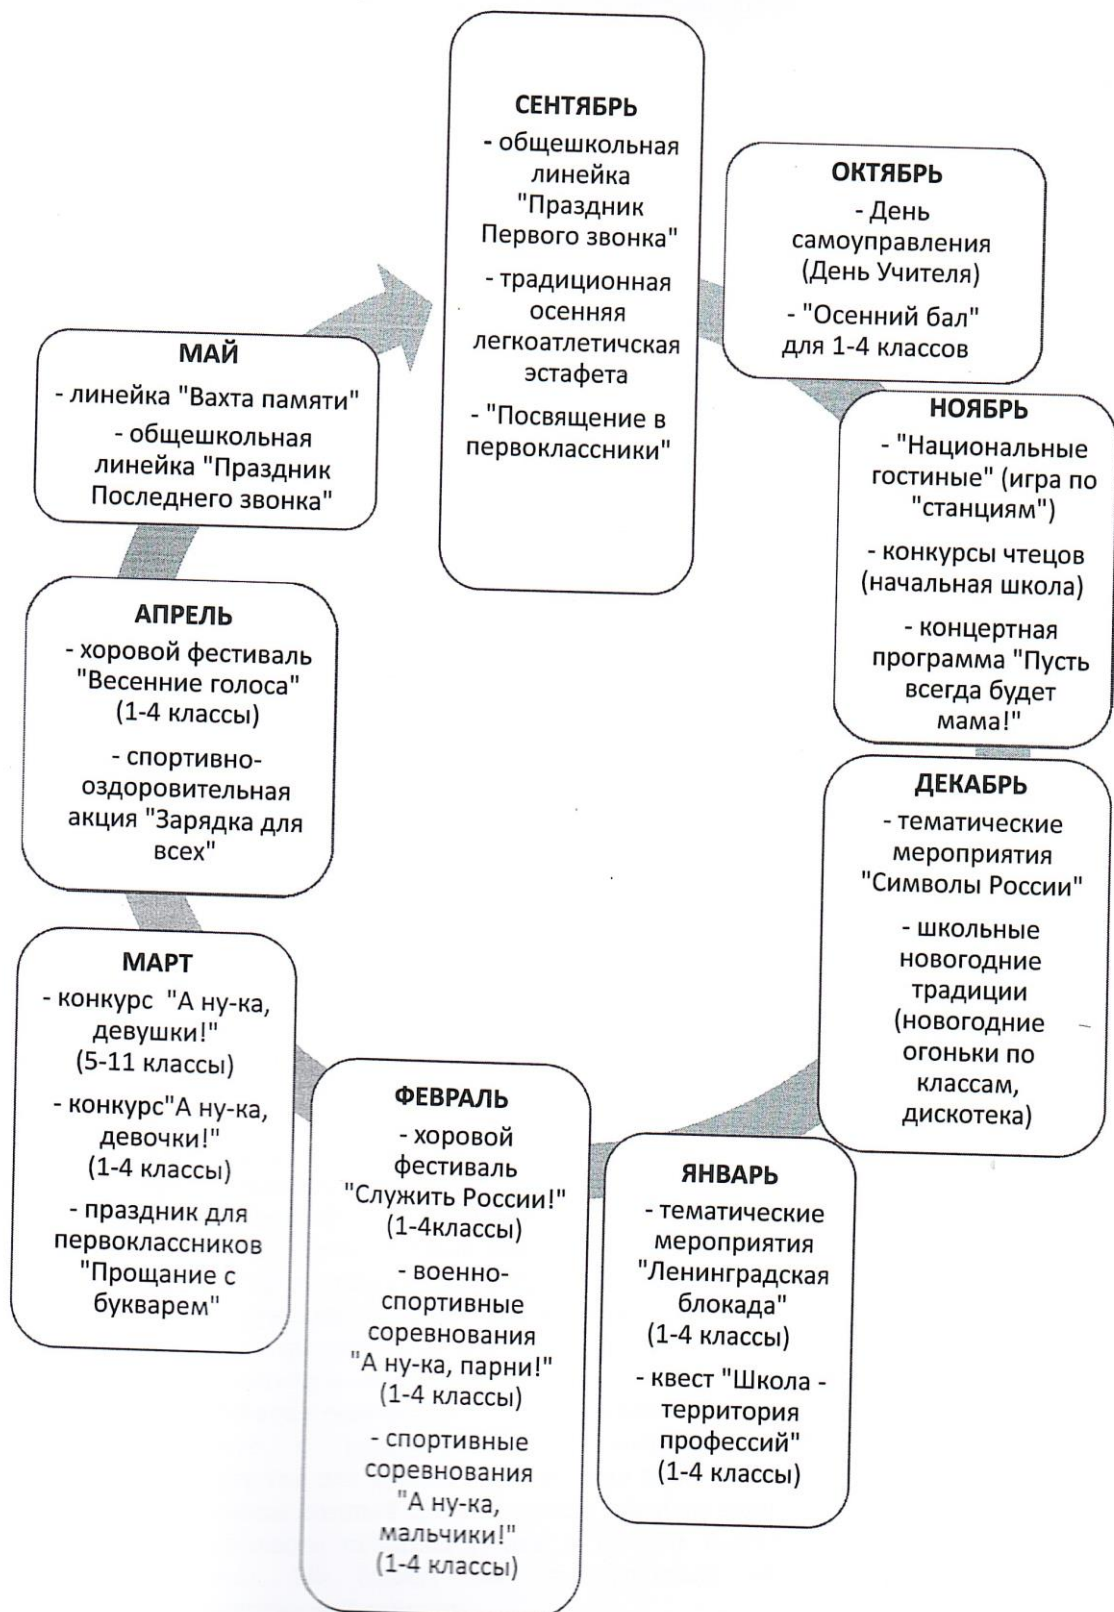 СЕНТЯБРЬ
- общешкольная
линейка
"Праздник
Первого звонка"
- традиционная
осенняя
легкоатлетичская
эстафета
- "Посвящение в
первоклассники"
ОКТЯБРЬ
- День
самоуправления
(День Учителя)
- "Осенний бал"
для 1-4 классов
НОЯБРЬ
- "Национальные
гостиные" (игра по
"станциям")
- конкурсы чтецов
(начальная школа)
- концертная
программа "Пусть
всегда будет
мама!"
ДЕКАБРЬ
- тематические
мероприятия
"Символы России"
- школьные
новогодние
традиции
(новогодние
огоньки по
классам,
дискотека)
ЯНВАРЬ
- тематические
мероприятия
"Ленинградская
блокада"
(1-4 классы)
- квест "Школа -
территория
профессий"
(1-4 классы)
ФЕВРАЛЬ
- хоровой
фестиваль
"Служить России!"
(1-4классы)
- военно-
спортивные
соревнования
"А ну-ка, парни!"
(1-4 классы)
- спортивные
соревнования
"А ну-ка,
мальчики!"
(1-4 классы)
МАРТ
- конкурс "А ну-ка,
девушки!"
(5-11 классы)
- конкурс"А ну-ка,
девочки!"
(1-4 классы)
- праздник для
первоклассников
"Прощание с
букварем"
АПРЕЛЬ
- хоровой фестиваль
"Весенние голоса"
(1-4 классы)
- спортивно-
оздоровительная
акция "Зарядка для
всех"
МАЙ
- линейка "Вахта памяти"
- общешкольная
линейка "Праздник
Последнего звонка"